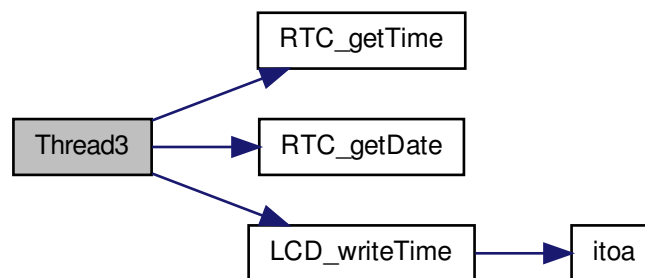 RTC_getTime
Thread3
RTC_getDate
LCD_writeTime
itoa